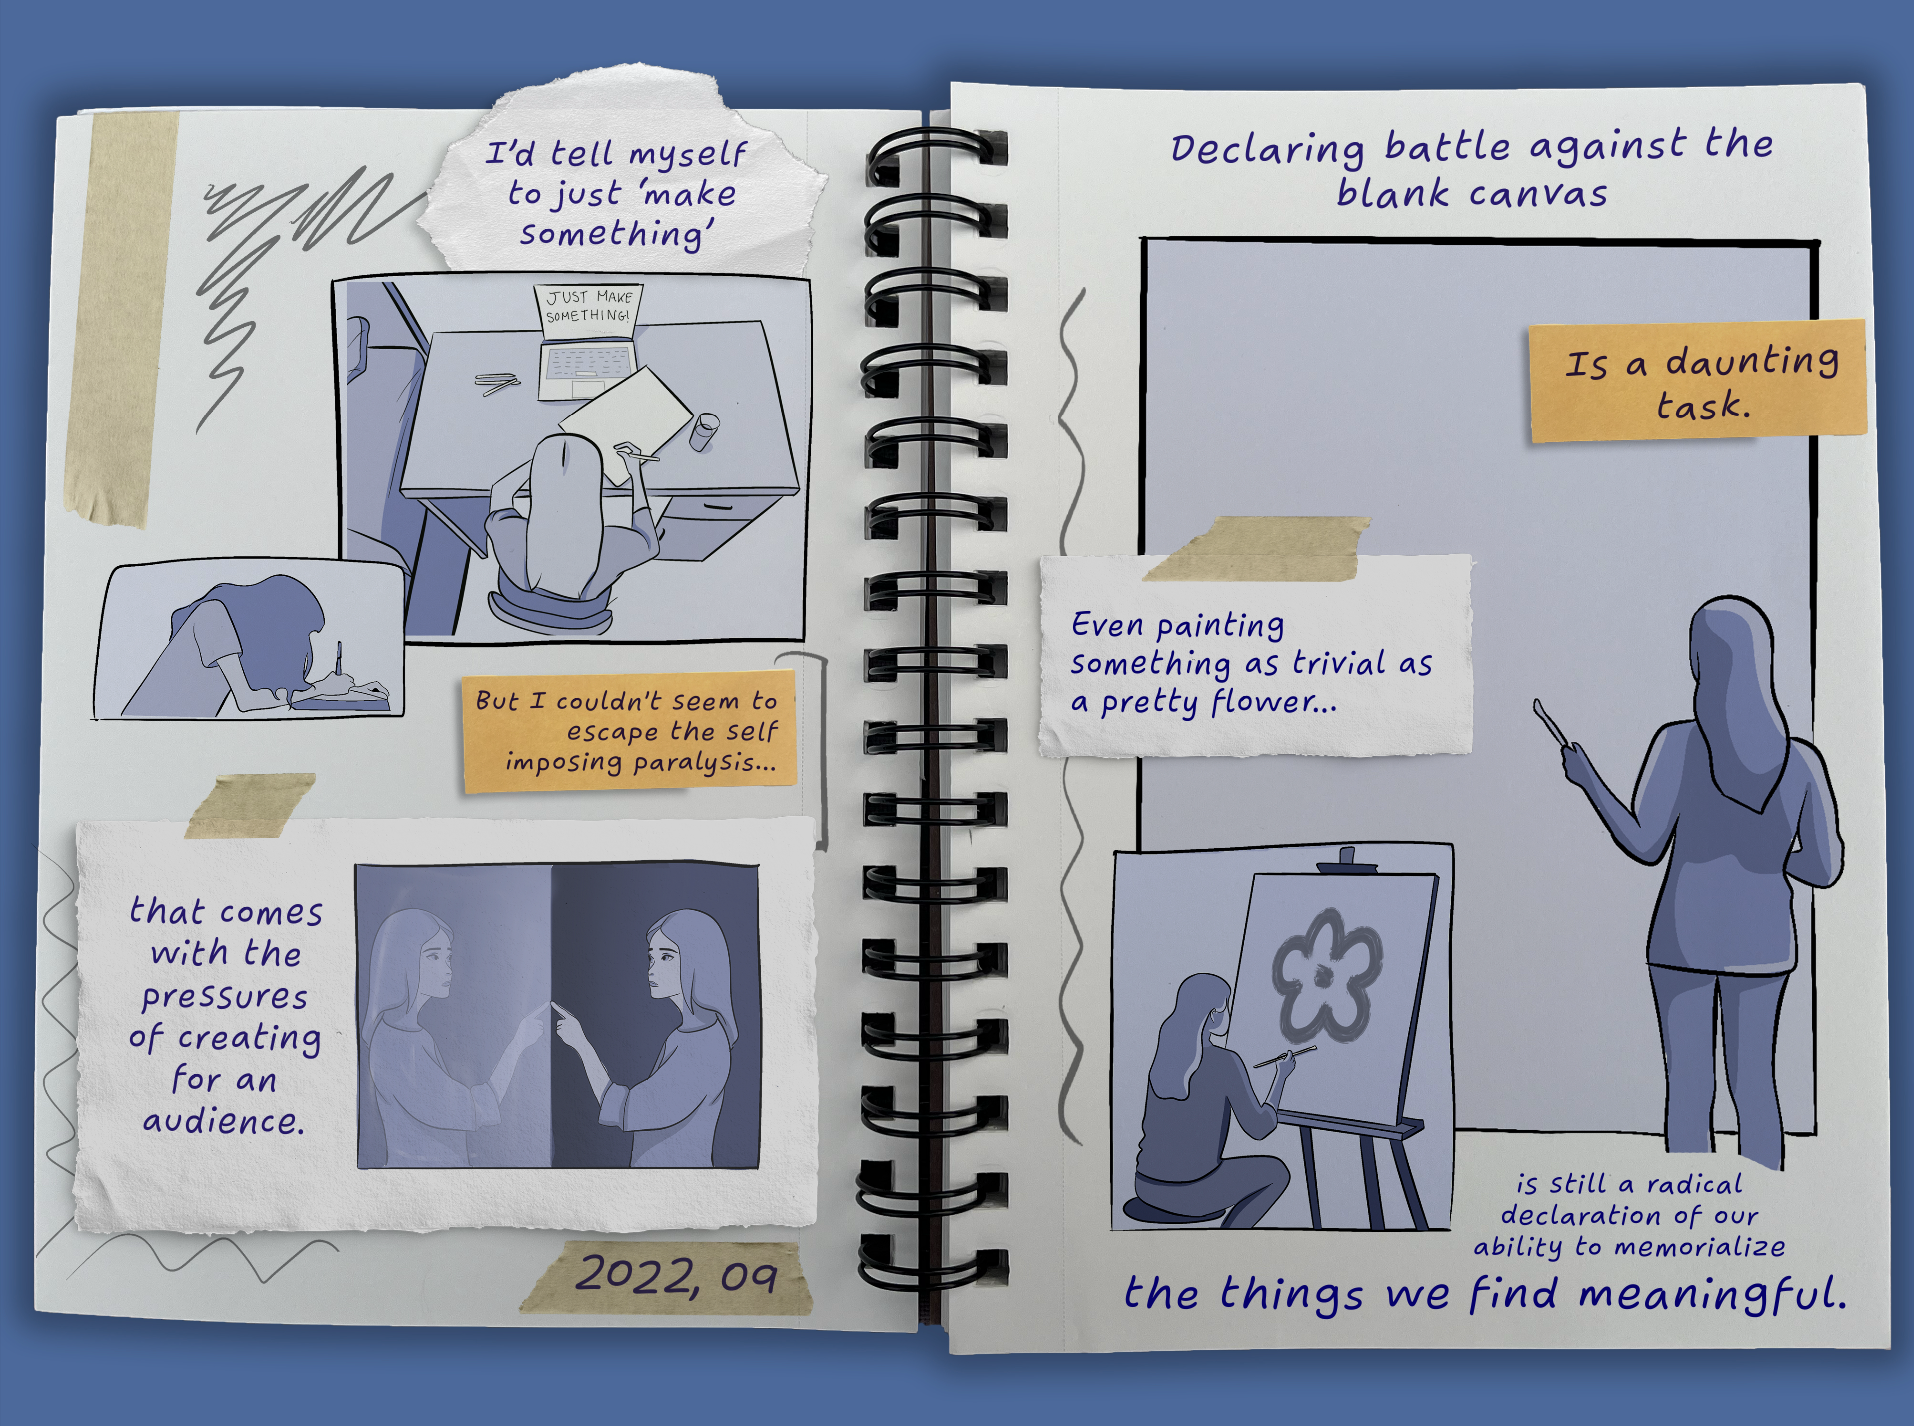 I'd tell myself
to just 'make
something'
JUST MAKE
SOMETHING!
But I couldn't seem to
escape the self
imposing paralysis...
that comes
with the
pressures
of creating
for an
audience.
2022, 09
Declaring battle against the
blank canvas
Is a daunting
task.
Even painting
something as trivial as
a pretty flower...
is still a radical
declaration of our
ability to memorialize
the things we find meaningful.